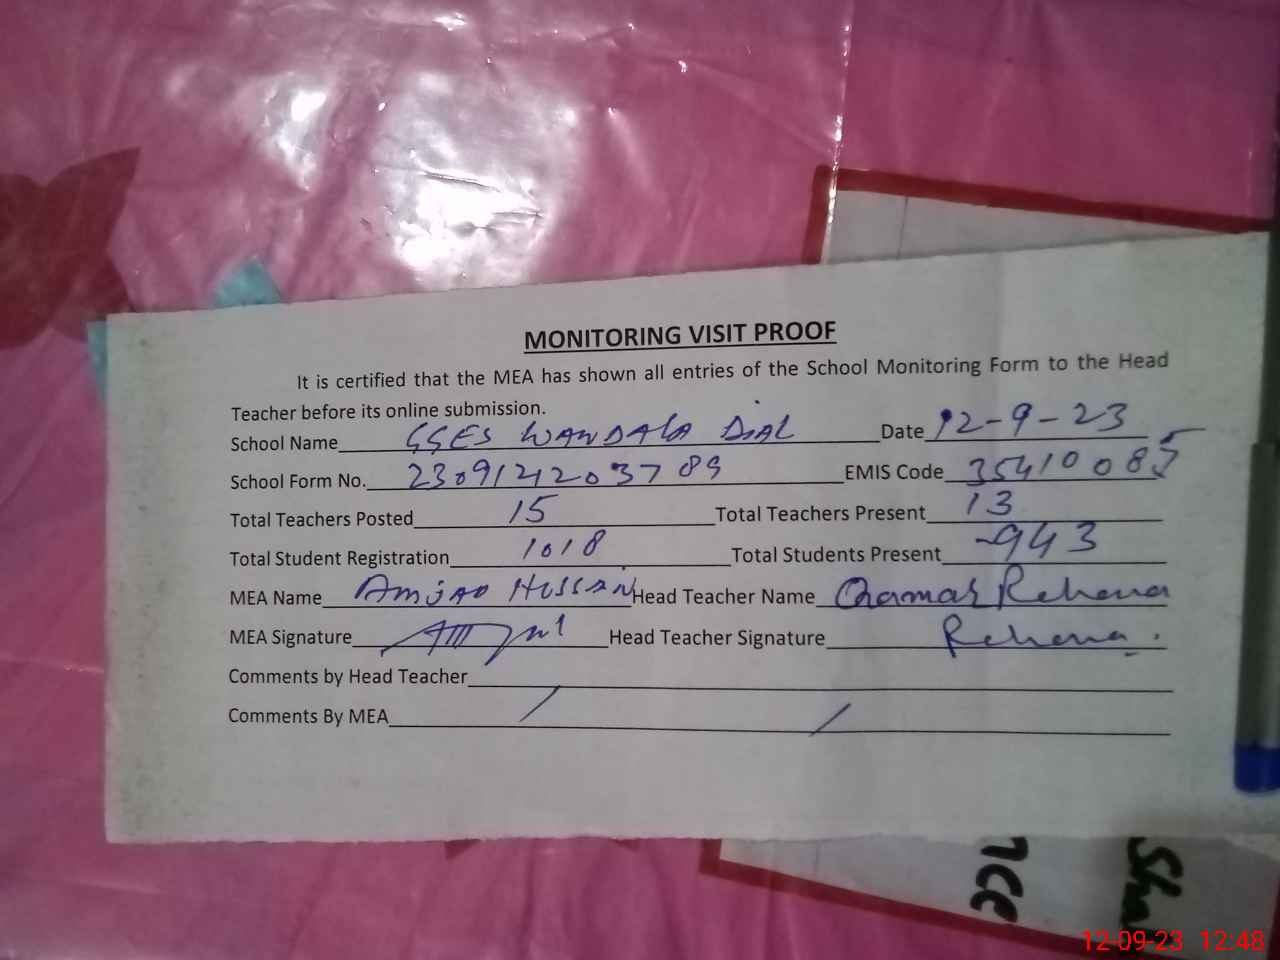 MONITORING VISIT PROOF
It is certified that the MEA has shown all entries of the School Monitoring Form to the Head
Teacher before its online submission.
School Name GGES WANDALA DIAL Date 12-9-23
School Form No. EMIS Code 35410085
Total Teachers Posted 15 Total Teachers Present 13
Total Student Registration 1018 Total Students Present 943
MEA Name AMJAD HUSSAIN Head Teacher Name Qamar Rehana
MEA Signature Head Teacher Signature Rehana.
Comments by Head Teacher
Comments By MEA
Sha
12-09-23 12:48